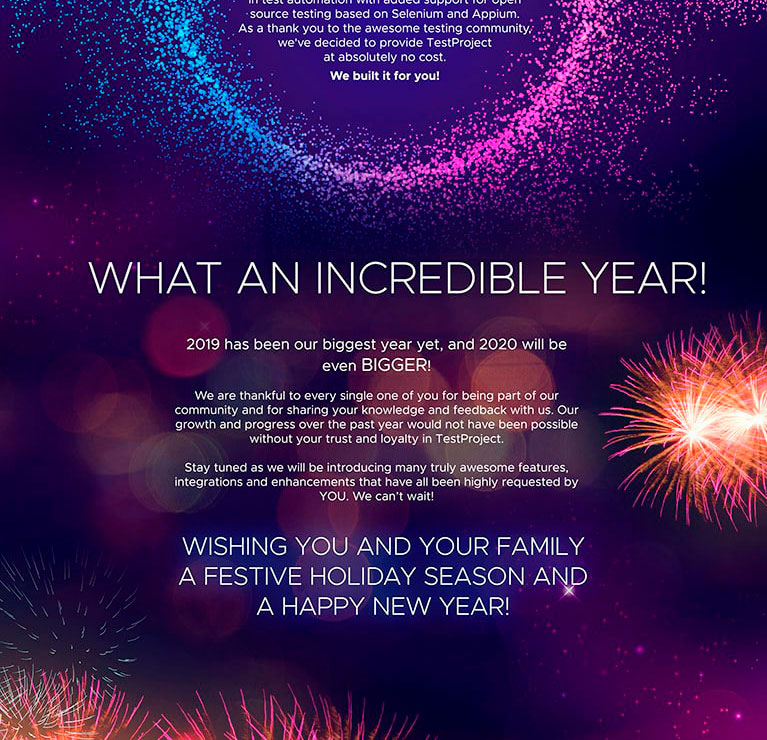 in test automation with added support for open
source testing based on Selenium and Appium.
As a thank you to the awesome testing community,
we've decided to provide TestProject
at absolutely no cost.
We built it for you!
WHAT AN INCREDIBLE YEAR!
2019 has been our biggest year yet, and 2020 will be
even BIGGER!
We are thankful to every single one of you for being part of our
community and for sharing your knowledge and feedback with us. Our
growth and progress over the past year would not have been possible
without your trust and loyalty in TestProject.
Stay tuned as we will be introducing many truly awesome features,
integrations and enhancements that have all been highly requested by
YOU. We can't wait!
WISHING YOU AND YOUR FAMILY
A FESTIVE HOLIDAY SEASON AND
A HAPPY NEW YEAR!